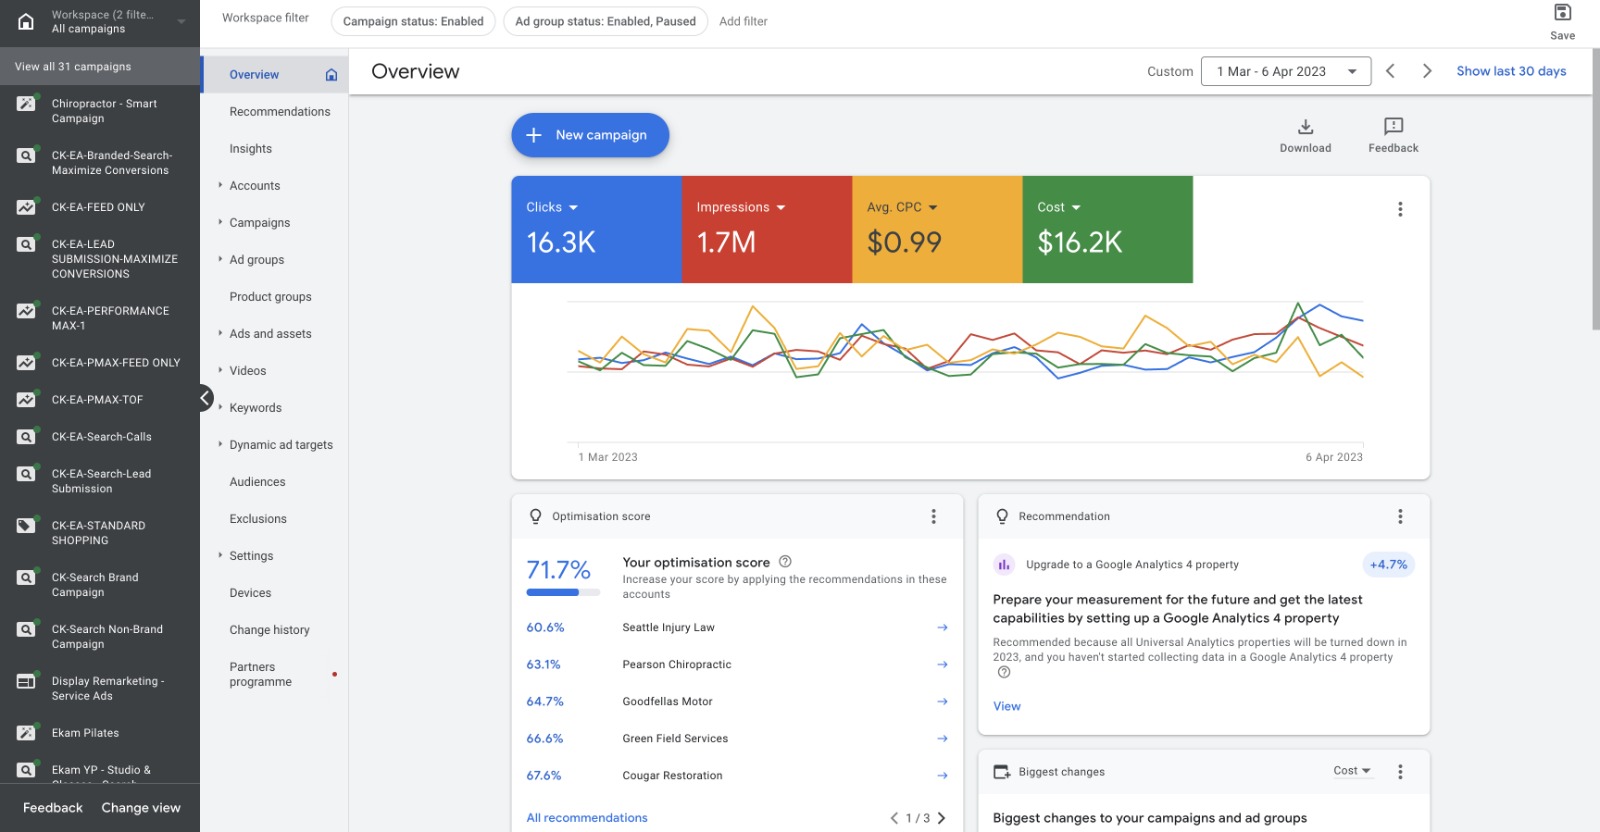 Workspace (2 filte...
All campaigns
View all 31 campaigns
Chiropractor - Smart
Campaign
CK-EA-Branded-Search-
Maximize Conversions
CK-EA-FEED ONLY
CK-EA-LEAD
SUBMISSION-MAXIMIZE
CONVERSIONS
CK-EA-PERFORMANCE
MAX-1
CK-EA-PMAX-FEED ONLY
CK-EA-PMAX-TOF
CK-EA-Search-Calls
CK-EA-Search-Lead
Submission
CK-EA-STANDARD
SHOPPING
CK-Search Brand
Campaign
CK-Search Non-Brand
Campaign
Display Remarketing -
Service Ads
Ekam Pilates
Ekam YP - Studio &
Feedback
Change view
Workspace filter
Campaign status: Enabled
Ad group status: Enabled, Paused
Add filter
Save
Overview
Recommendations
Insights
Accounts
Campaigns
Ad groups
Product groups
Ads and assets
Videos
Keywords
Dynamic ad targets
Audiences
Exclusions
Settings
Devices
Change history
Partners
programme
Overview
Custom
1 Mar - 6 Apr 2023
Show last 30 days
New campaign
Download
Feedback
Clicks
16.3K
Impressions
1.7M
Avg. CPC
$0.99
Cost
$16.2K
1 Mar 2023
6 Apr 2023
Optimisation score
71.7%
Your optimisation score
Increase your score by applying the recommendations in these
accounts
60.6% Seattle Injury Law
63.1% Pearson Chiropractic
64.7% Goodfellas Motor
66.6% Green Field Services
67.6% Cougar Restoration
All recommendations
1 / 3
Recommendation
Upgrade to a Google Analytics 4 property
+4.7%
Prepare your measurement for the future and get the latest
capabilities by setting up a Google Analytics 4 property
Recommended because all Universal Analytics properties will be turned down in
2023, and you haven't started collecting data in a Google Analytics 4 property
View
Biggest changes
Cost
Biggest changes to your campaigns and ad groups